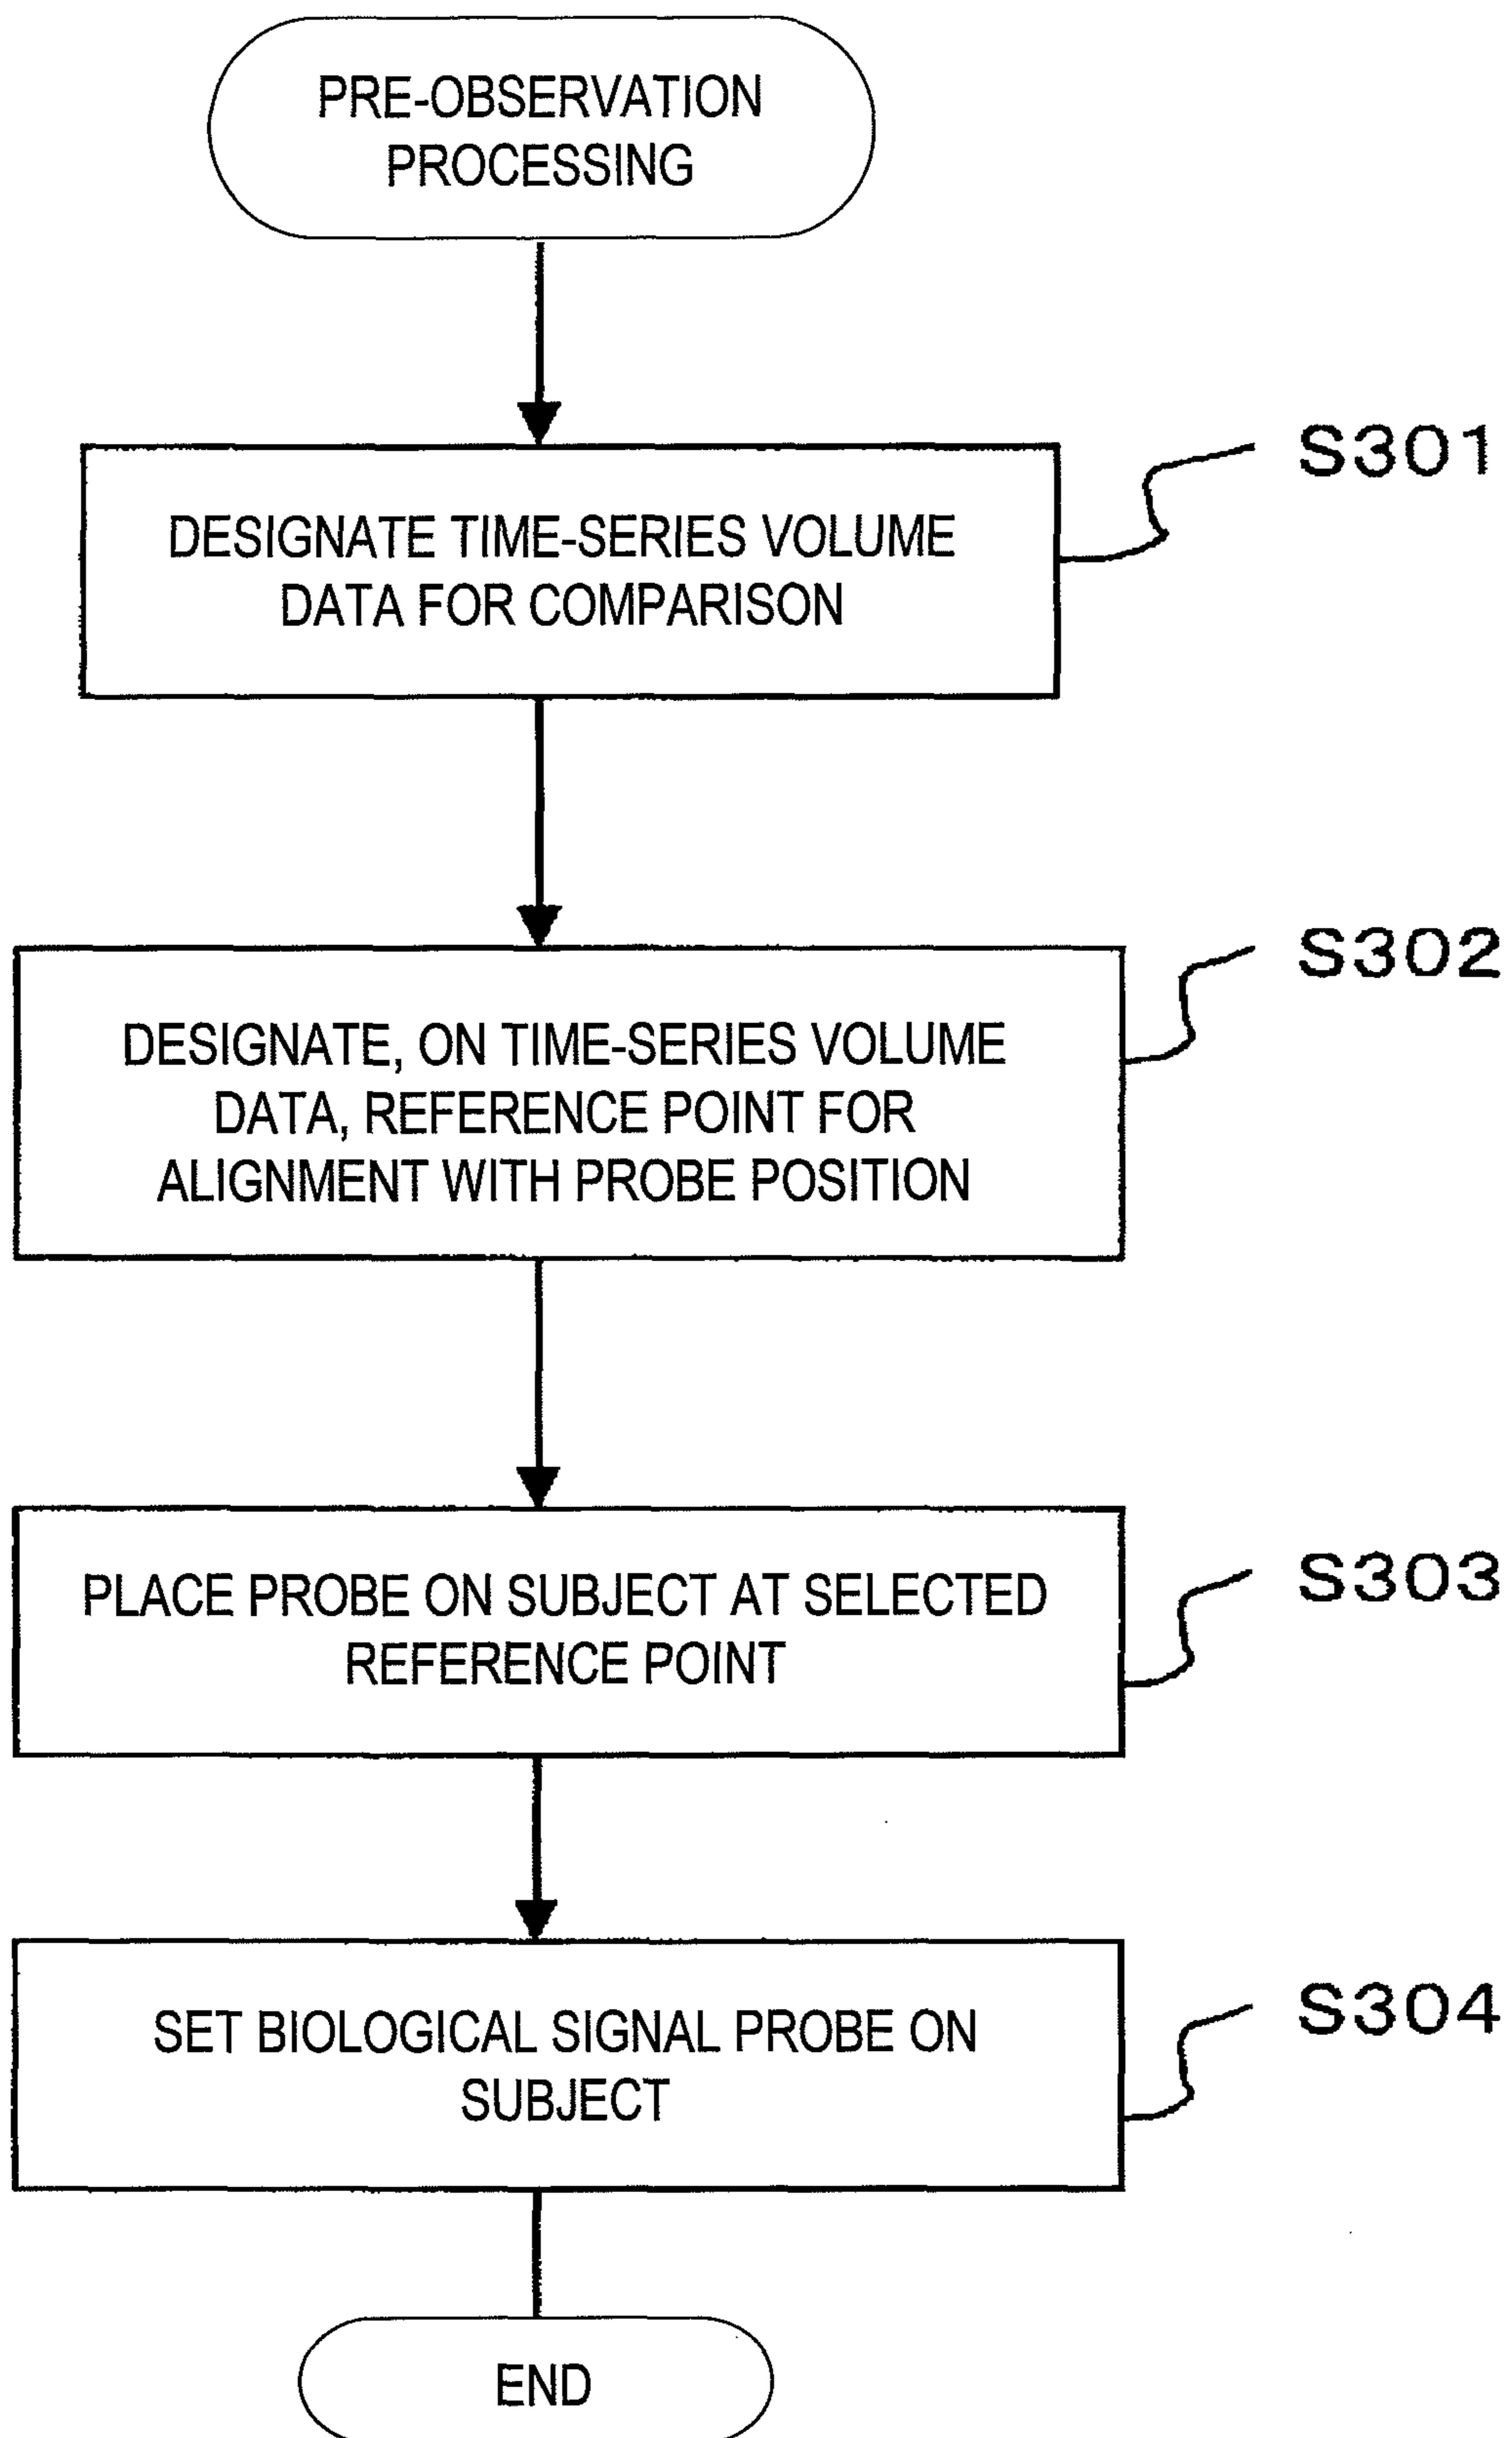 PRE-OBSERVATION
PROCESSING
S301
DESIGNATE TIME-SERIES VOLUME
DATA FOR COMPARISON
S302
DESIGNATE, ON TIME-SERIES VOLUME
DATA, REFERENCE POINT FOR
ALIGNMENT WITH PROBE POSITION
S303
PLACE PROBE ON SUBJECT AT SELECTED
REFERENCE POINT
S304
SET BIOLOGICAL SIGNAL PROBE ON
SUBJECT
END